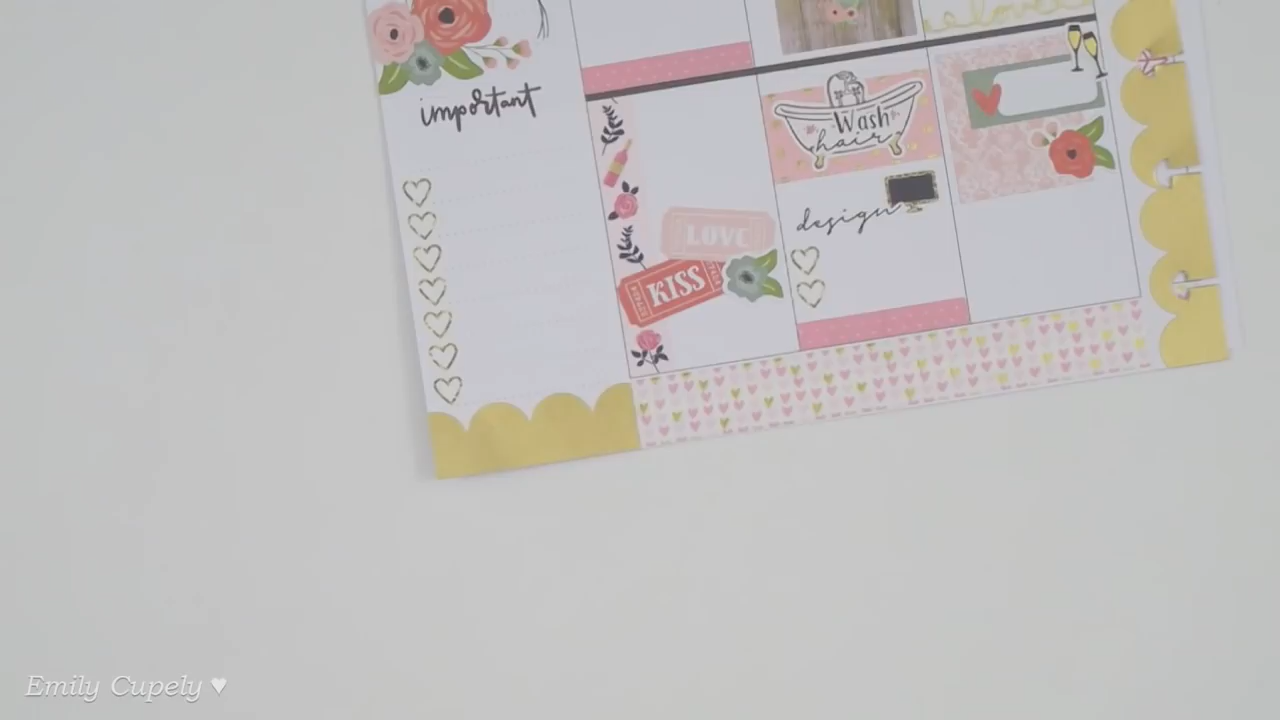 important
Wash
hair
design
LOVE
KISS
Emily Cupely ♥